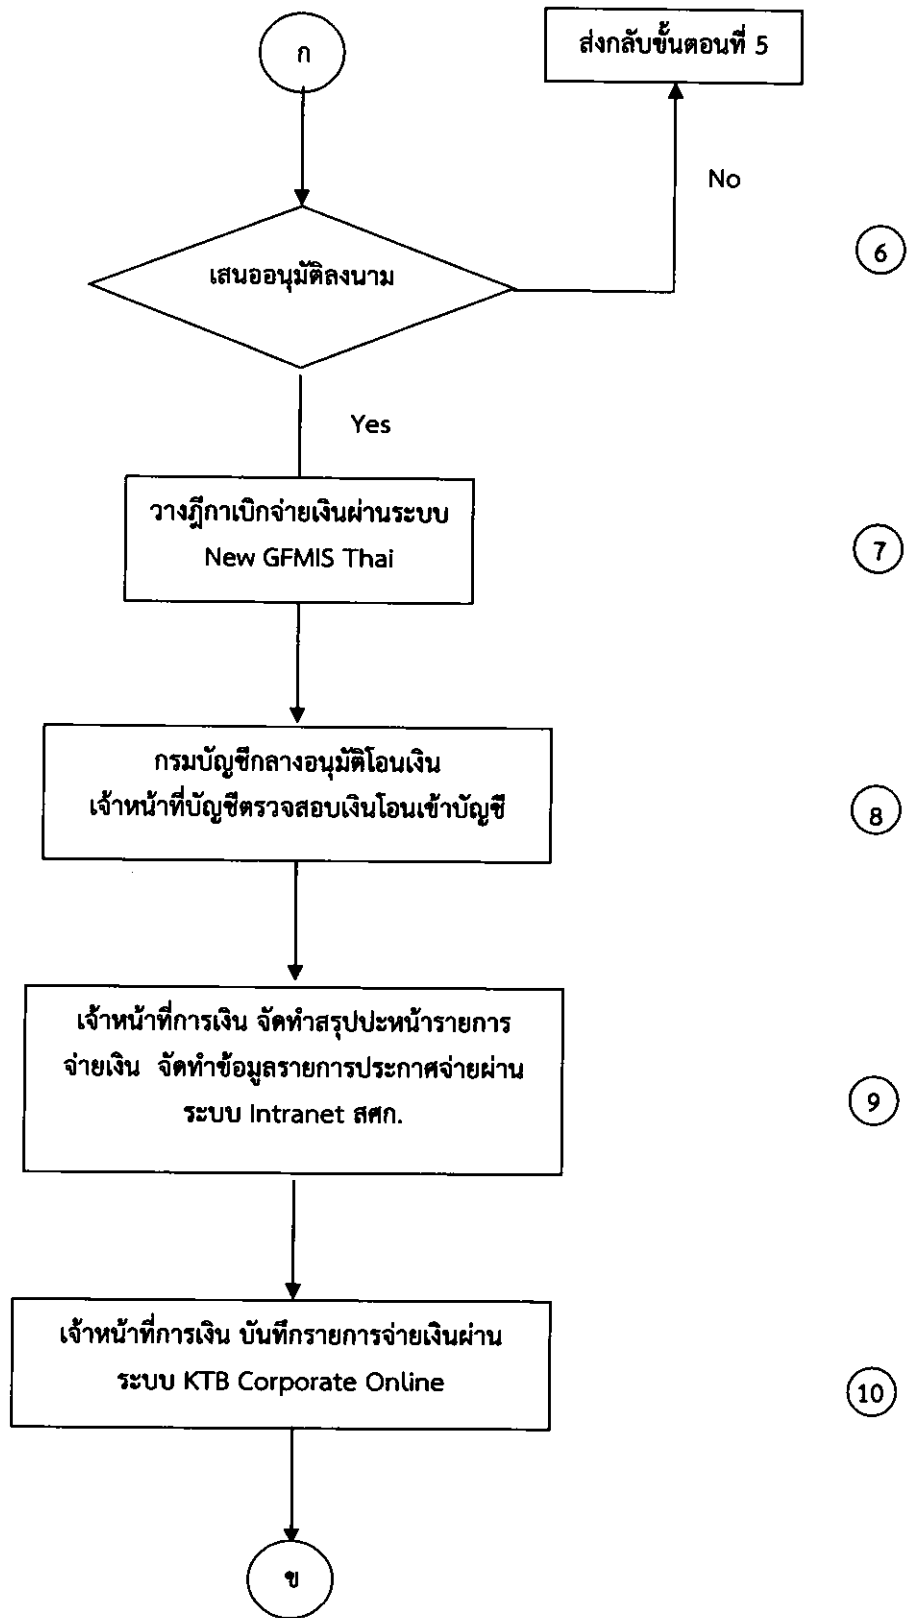 ก
ส่งกลับขั้นตอนที่ 5
No
6
เสนออนุมัติลงนาม
Yes
วางฎีกาเบิกจ่ายเงินผ่านระบบ
New GFMIS Thai
7
กรมบัญชีกลางอนุมัติโอนเงิน
เจ้าหน้าที่บัญชีตรวจสอบเงินโอนเข้าบัญชี
8
เจ้าหน้าที่การเงิน จัดทำสรุปปะหน้ารายการ
จ่ายเงิน จัดทำข้อมูลรายการประกาศจ่ายผ่าน
ระบบ Intranet สศก.
9
เจ้าหน้าที่การเงิน บันทึกรายการจ่ายเงินผ่าน
ระบบ KTB Corporate Online
10
ข